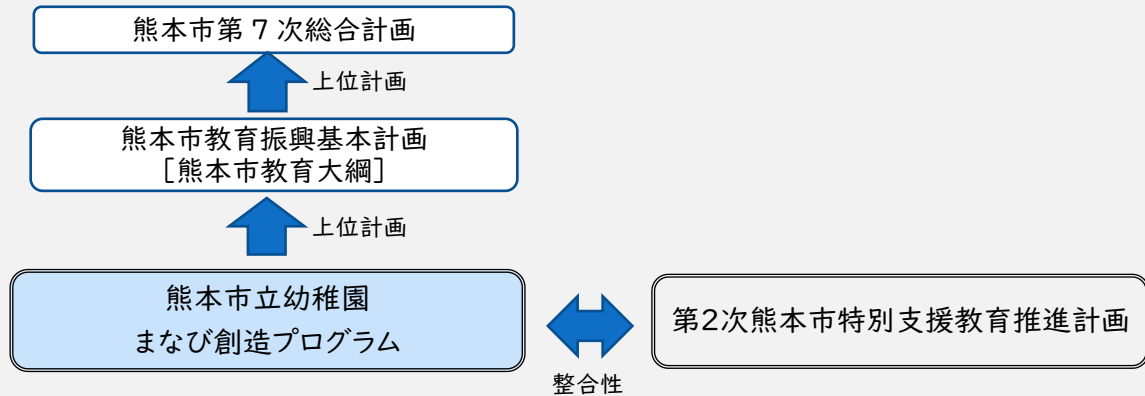 熊本市第７次総合計画
上位計画
熊本市教育振興基本計画
［熊本市教育大綱］
上位計画
熊本市立幼稚園
まなび創造プログラム
第2次熊本市特別支援教育推進計画
整合性